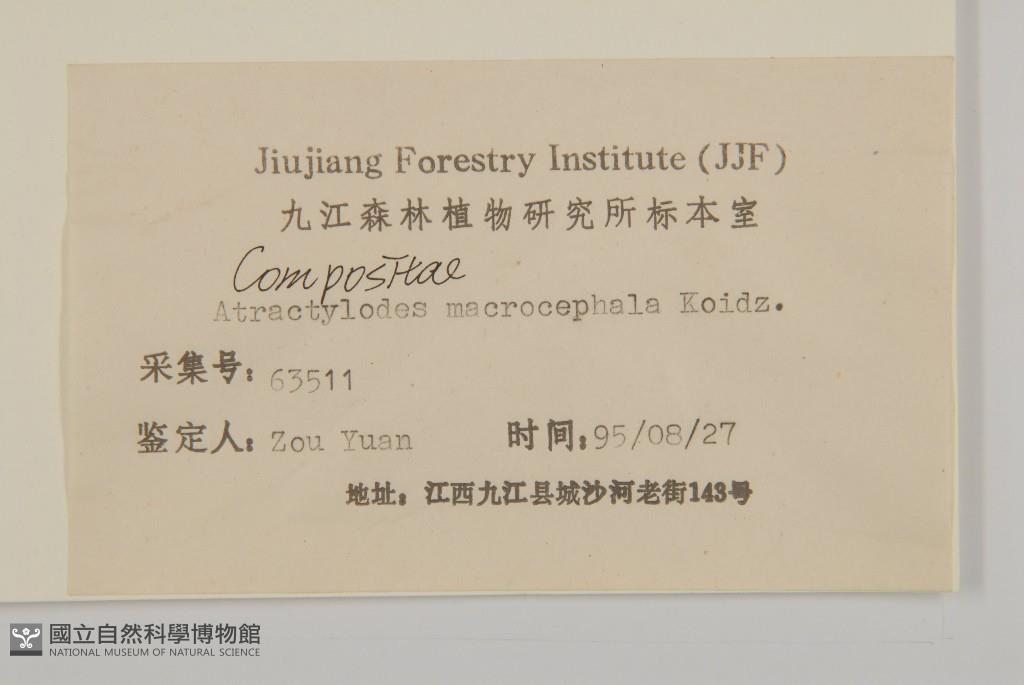 Jiujiang Forestry Institute (JJF)
九江森林植物研究所标本室
Compositae
Atractylodes macrocephala Koidz.
采集号: 63511
鉴定人: Zou Yuan 时间: 95/08/27
地址: 江西九江县城沙河老街143号
國立自然科學博物館
NATIONAL MUSEUM OF NATURAL SCIENCE